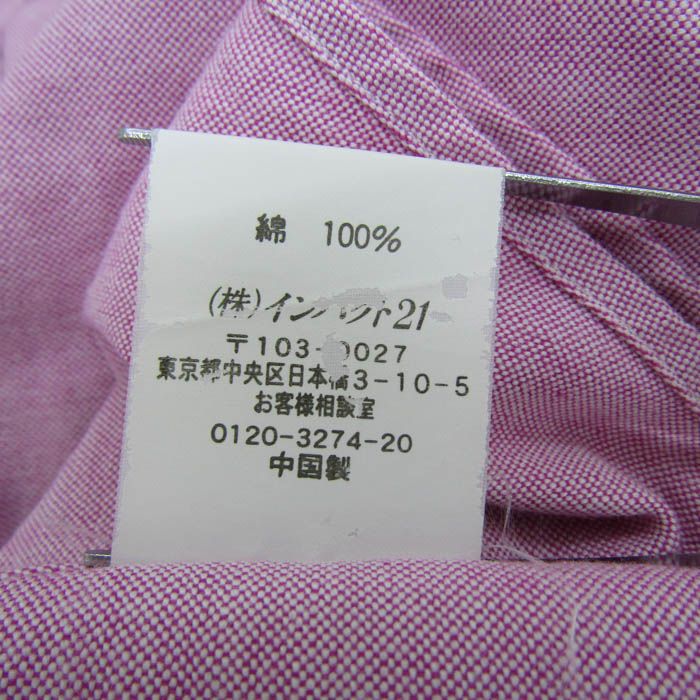 綿 100%
(株)インパクト21
〒103-0027
東京都中央区日本橋3-10-5
お客様相談室
0120-3274-20
中国製